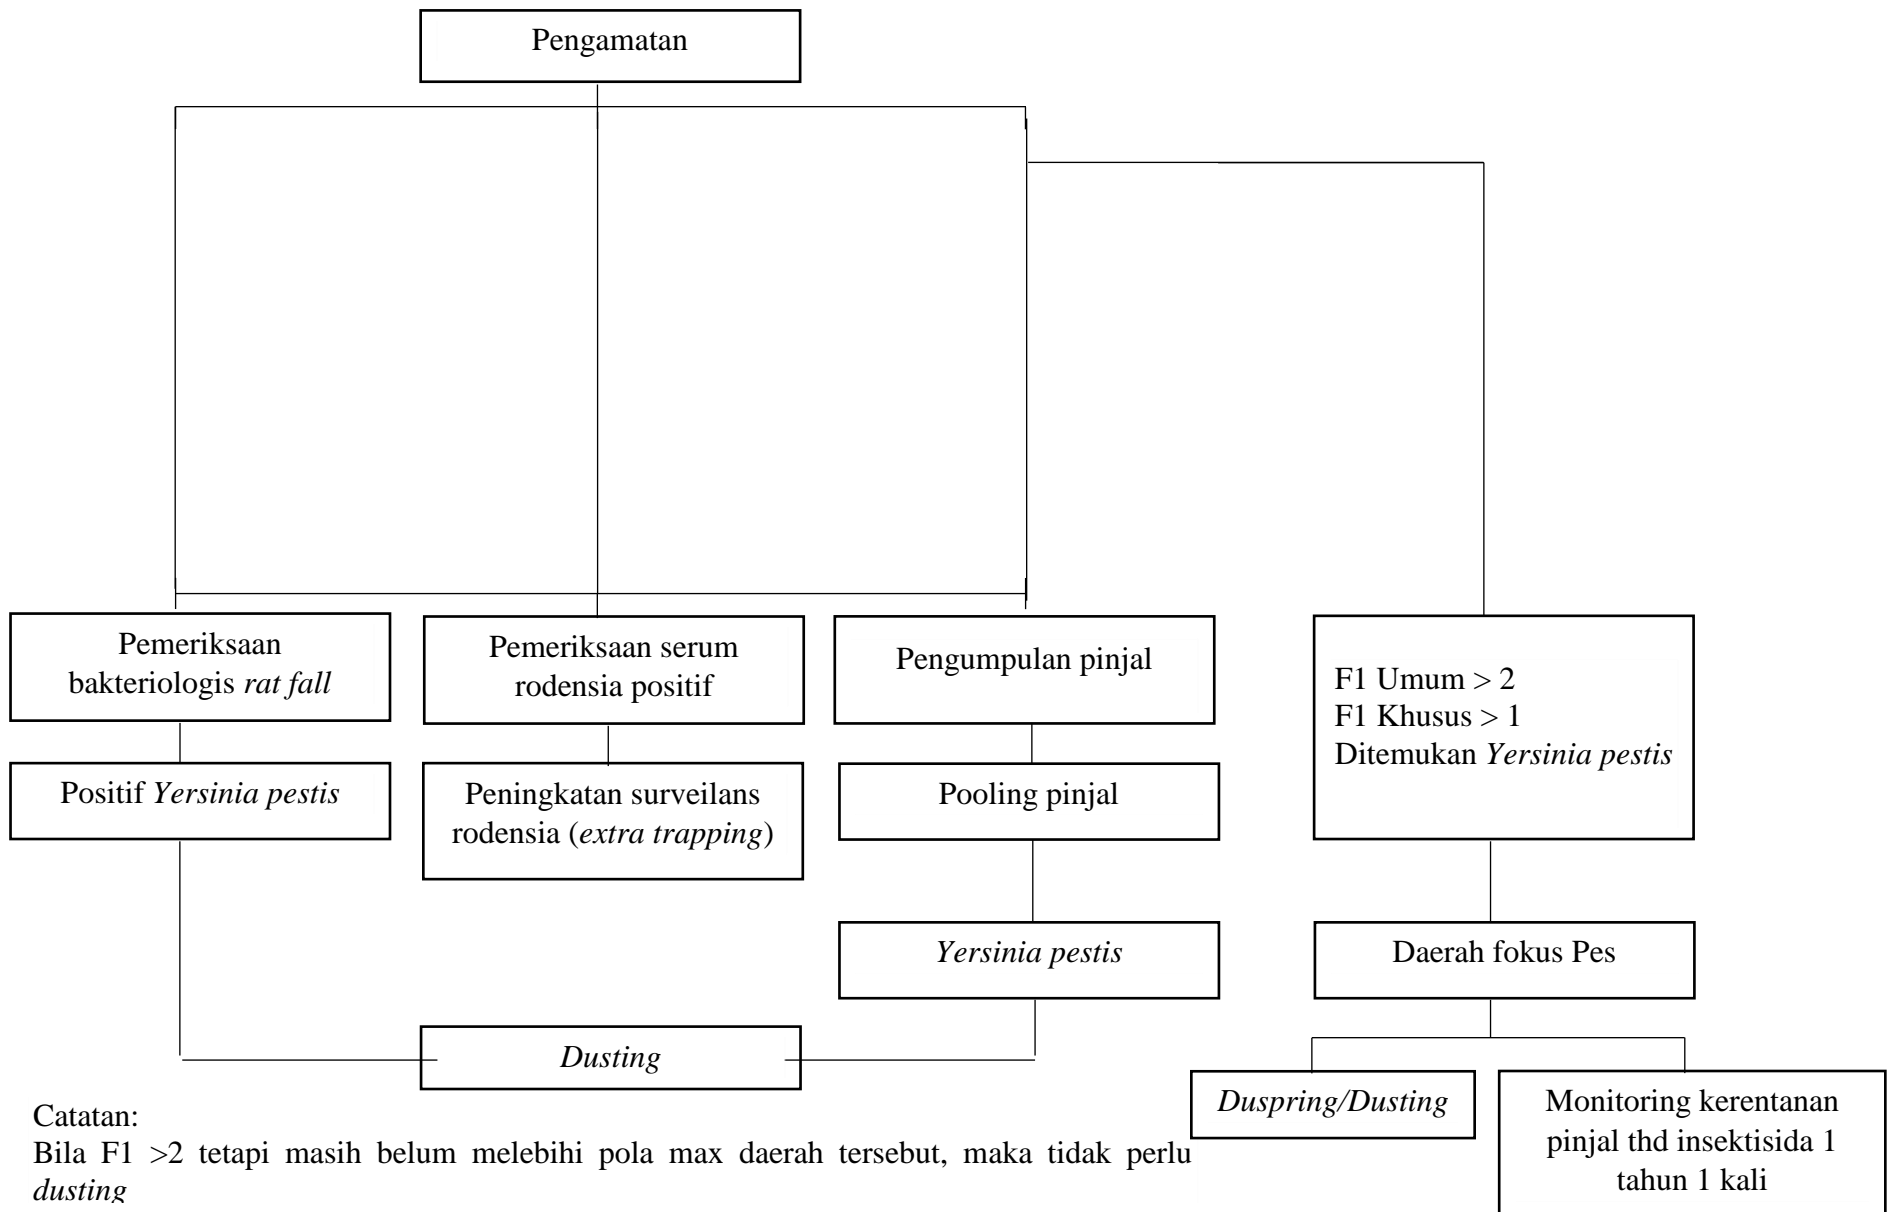 Pengamatan
Pemeriksaan
bakteriologis rat fall
Pemeriksaan serum
rodensia positif
Pengumpulan pinjal
F1 Umum > 2
F1 Khusus > 1
Ditemukan Yersinia pestis
Positif Yersinia pestis
Peningkatan surveilans
rodensia (extra trapping)
Pooling pinjal
Yersinia pestis
Daerah fokus Pes
Dusting
Duspring/Dusting
Monitoring kerentanan
pinjal thd insektisida 1
tahun 1 kali
Catatan:
Bila F1 >2 tetapi masih belum melebihi pola max daerah tersebut, maka tidak perlu
dusting